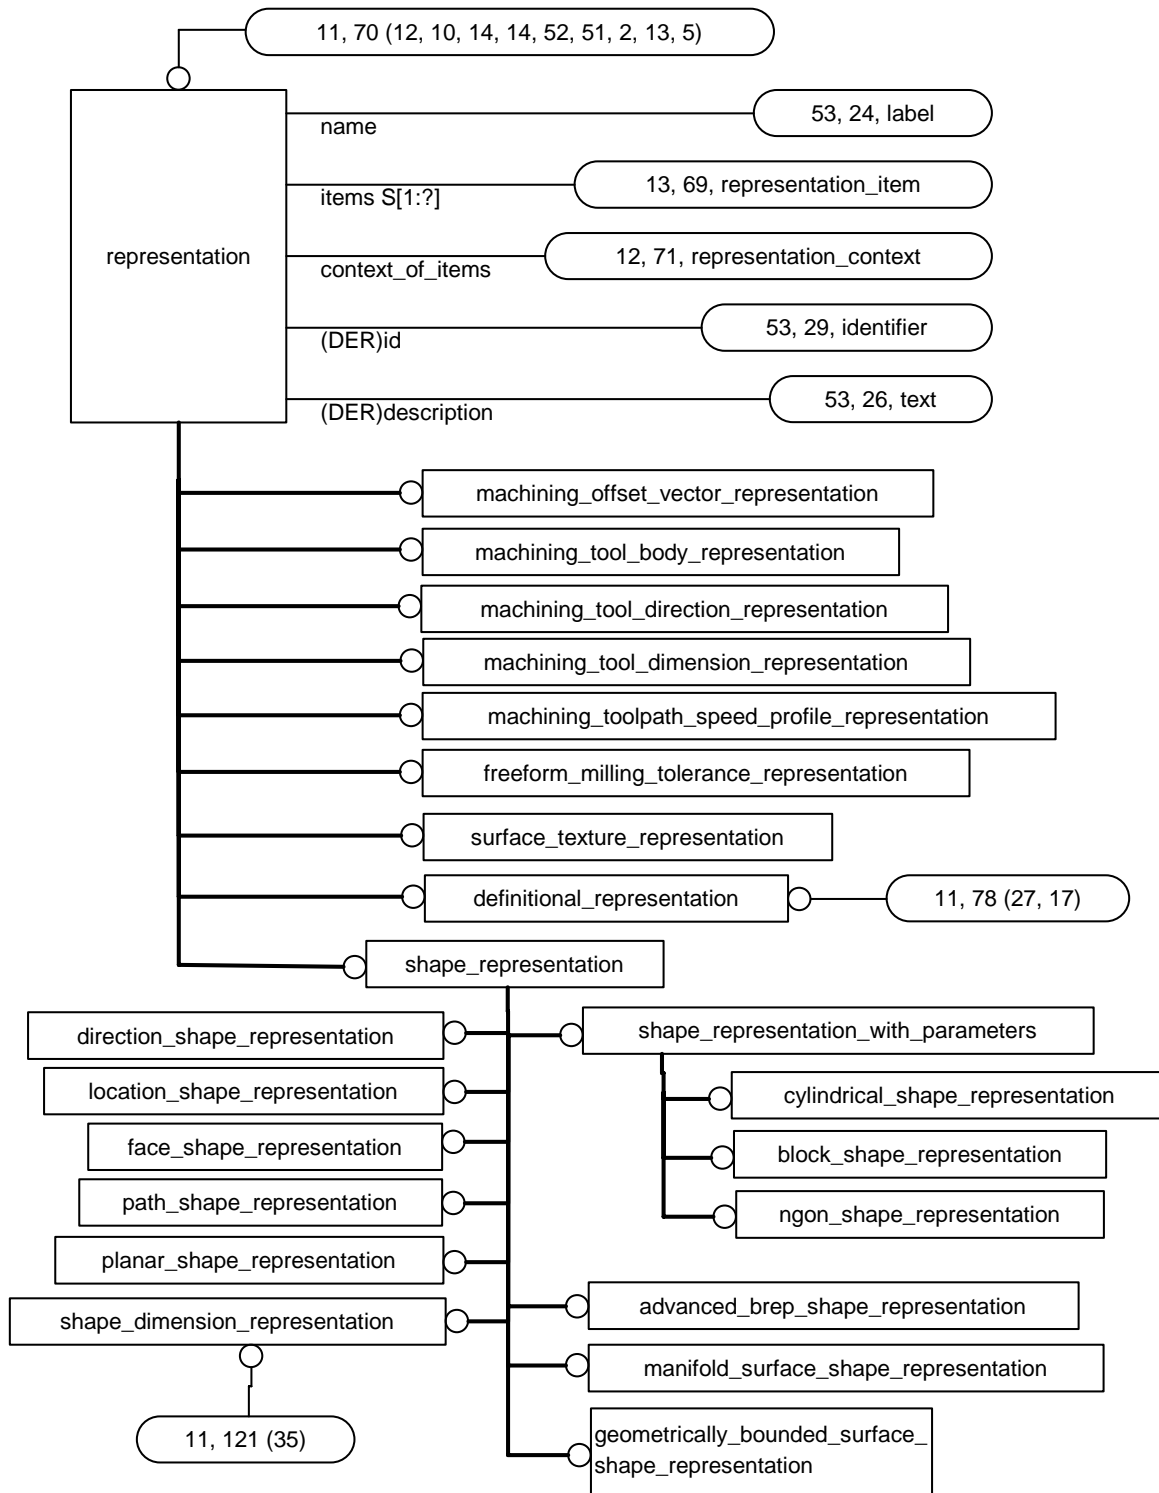 11, 70 (12, 10, 14, 14, 52, 51, 2, 13, 5)
representation
name
53, 24, label
items S[1:?]
13, 69, representation_item
context_of_items
12, 71, representation_context
(DER)id
53, 29, identifier
(DER)description
53, 26, text
machining_offset_vector_representation
machining_tool_body_representation
machining_tool_direction_representation
machining_tool_dimension_representation
machining_toolpath_speed_profile_representation
freeform_milling_tolerance_representation
surface_texture_representation
definitional_representation
11, 78 (27, 17)
shape_representation
direction_shape_representation
shape_representation_with_parameters
location_shape_representation
cylindrical_shape_representation
face_shape_representation
block_shape_representation
path_shape_representation
ngon_shape_representation
planar_shape_representation
advanced_brep_shape_representation
shape_dimension_representation
manifold_surface_shape_representation
11, 121 (35)
geometrically_bounded_surface_
shape_representation